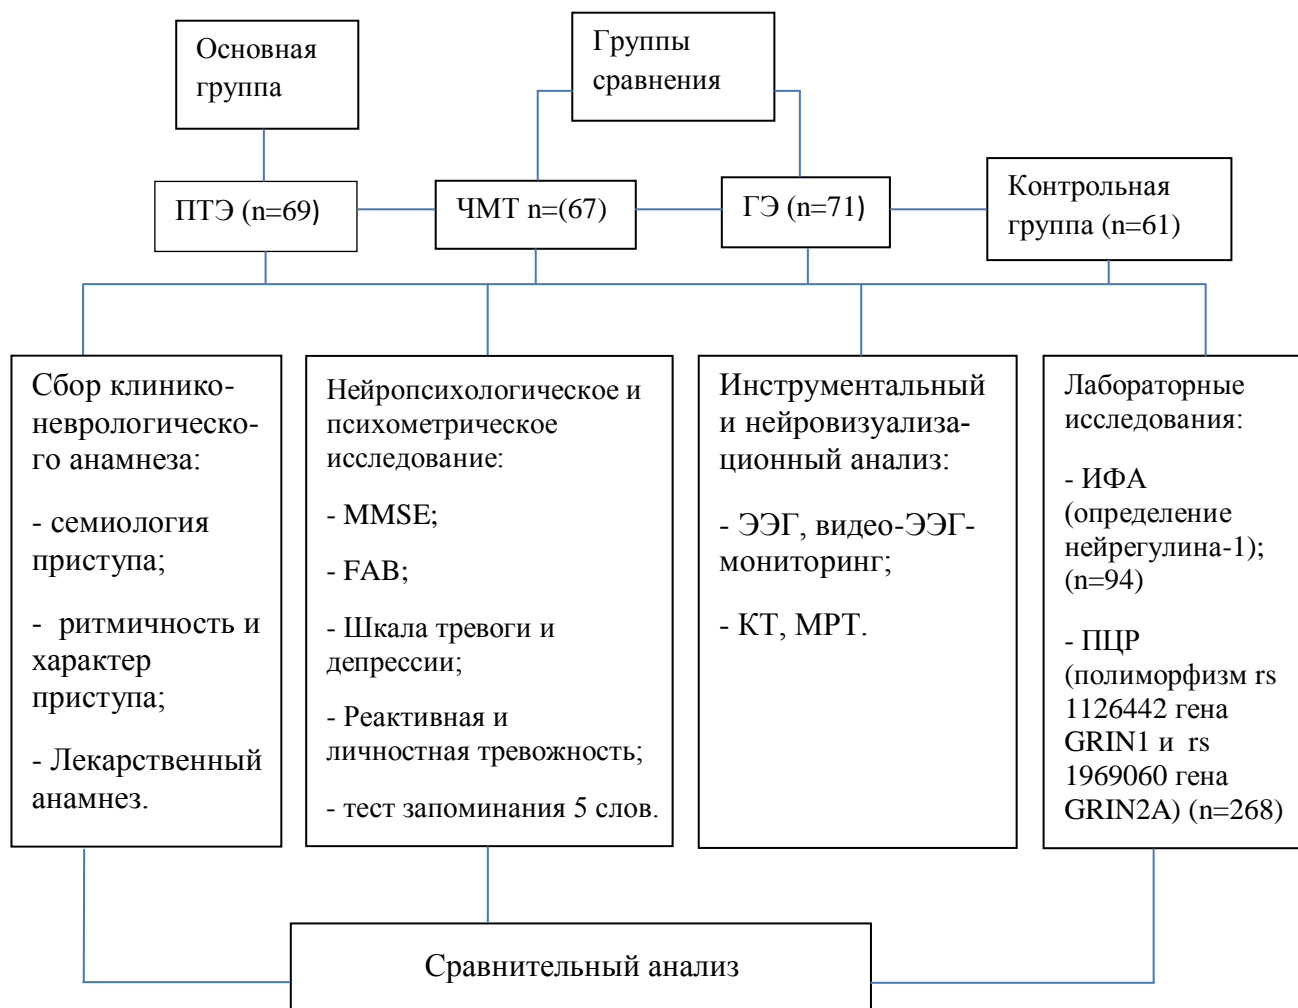 Основная
группа
Группы
сравнения
ПТЭ (n=69)
ЧМТ n=(67)
ГЭ (n=71)
Контрольная
группа (n=61)
Сбор клинико-
неврологическо-
го анамнеза:
- семиология
приступа;
- ритмичность и
характер
приступа;
- Лекарственный
анамнез.
Нейропсихологическое и
психометрическое
исследование:
- MMSE;
- FAB;
- Шкала тревоги и
депрессии;
- Реактивная и
личностная тревожность;
- тест запоминания 5 слов.
Инструментальный
и нейровизуализа-
ционный анализ:
- ЭЭГ, видео-ЭЭГ-
мониторинг;
- КТ, МРТ.
Лабораторные
исследования:
- ИФА
(определение
нейрегулина-1);
(n=94)
- ПЦР
(полиморфизм rs
1126442 гена
GRIN1 и rs
1969060 гена
GRIN2A) (n=268)
Сравнительный анализ